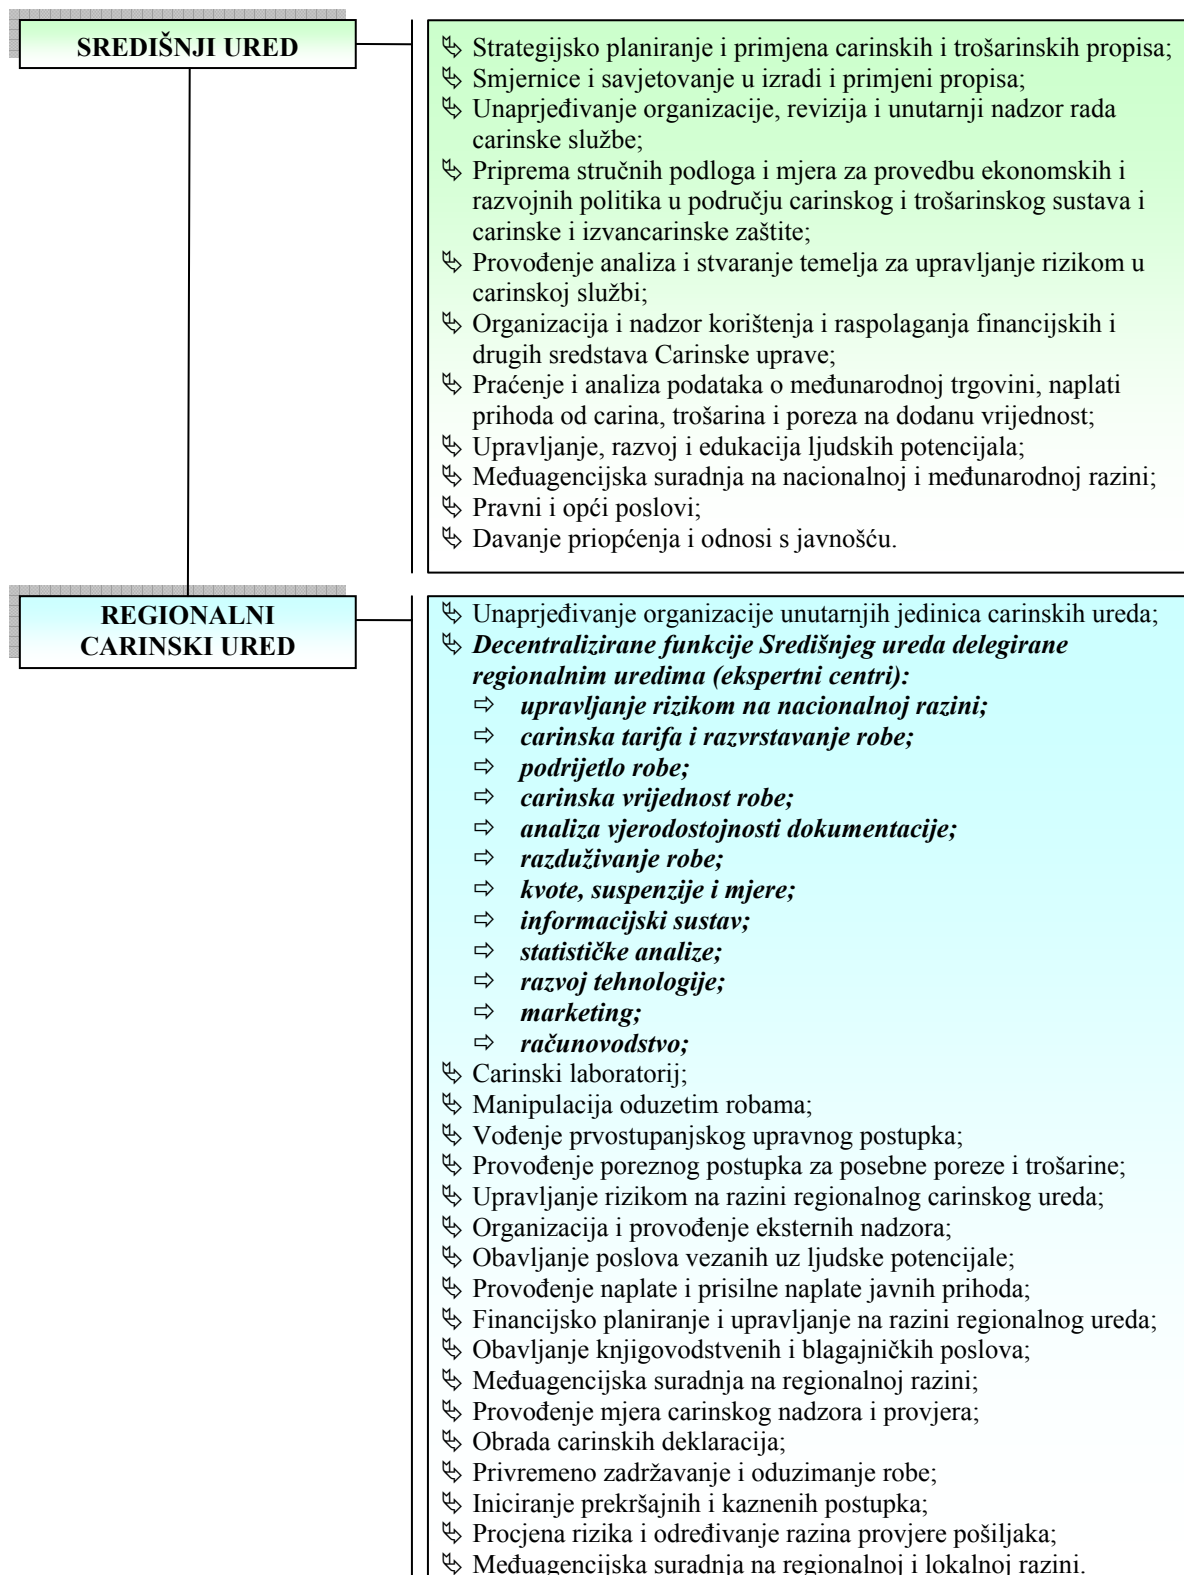 SREDIŠNJI URED
Strategijsko planiranje i primjena carinskih i trošarinskih propisa;
Smjernice i savjetovanje u izradi i primjeni propisa;
Unaprjeđivanje organizacije, revizija i unutarnji nadzor rada
carinske službe;
Priprema stručnih podloga i mjera za provedbu ekonomskih i
razvojnih politika u području carinskog i trošarinskog sustava i
carinske i izvancarinske zaštite;
Provođenje analiza i stvaranje temelja za upravljanje rizikom u
carinskoj službi;
Organizacija i nadzor korištenja i raspolaganja financijskih i
drugih sredstava Carinske uprave;
Praćenje i analiza podataka o međunarodnoj trgovini, naplati
prihoda od carina, trošarina i poreza na dodanu vrijednost;
Upravljanje, razvoj i edukacija ljudskih potencijala;
Međuagencijska suradnja na nacionalnoj i međunarodnoj razini;
Pravni i opći poslovi;
Davanje priopćenja i odnosi s javnošću.
REGIONALNI
CARINSKI URED
Unaprjeđivanje organizacije unutarnjih jedinica carinskih ureda;
Decentralizirane funkcije Središnjeg ureda delegirane
regionalnim uredima (ekspertni centri):
⇨ upravljanje rizikom na nacionalnoj razini;
⇨ carinska tarifa i razvrstavanje robe;
⇨ podrijetlo robe;
⇨ carinska vrijednost robe;
⇨ analiza vjerodostojnosti dokumentacije;
⇨ razduživanje robe;
⇨ kvote, suspenzije i mjere;
⇨ informacijski sustav;
⇨ statističke analize;
⇨ razvoj tehnologije;
⇨ marketing;
⇨ računovodstvo;
Carinski laboratorij;
Manipulacija oduzetim robama;
Vođenje prvostupanjskog upravnog postupka;
Provođenje poreznog postupka za posebne poreze i trošarine;
Upravljanje rizikom na razini regionalnog carinskog ureda;
Organizacija i provođenje eksternih nadzora;
Obavljanje poslova vezanih uz ljudske potencijale;
Provođenje naplate i prisilne naplate javnih prihoda;
Financijsko planiranje i upravljanje na razini regionalnog ureda;
Obavljanje knjigovodstvenih i blagajničkih poslova;
Međuagencijska suradnja na regionalnoj razini;
Provođenje mjera carinskog nadzora i provjera;
Obrada carinskih deklaracija;
Privremeno zadržavanje i oduzimanje robe;
Iniciranje prekršajnih i kaznenih postupka;
Procjena rizika i određivanje razina provjere pošiljaka;
Međuagencijska suradnja na regionalnoj i lokalnoj razini.